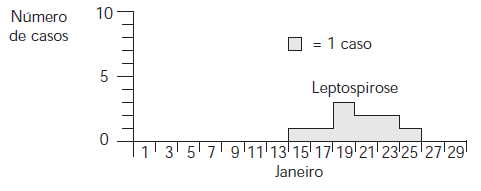 Número
de casos
10
5
0
= 1 caso
Leptospirose
1 3 5 7 9 11 13 15 17 19 21 23 25 27 29
Janeiro